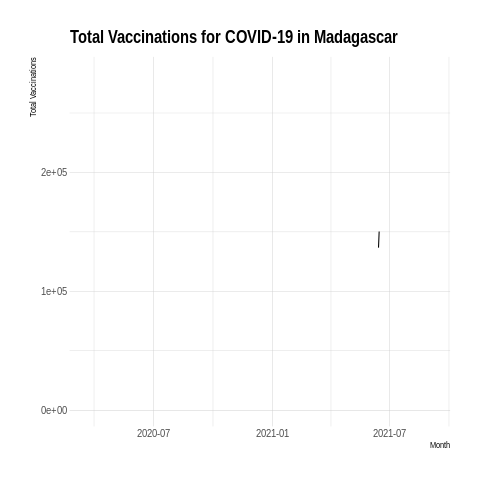 Total Vaccinations for COVID-19 in Madagascar
Total Vaccinations
2e+05
1e+05
0e+00
2020-07 2021-01 2021-07
Month